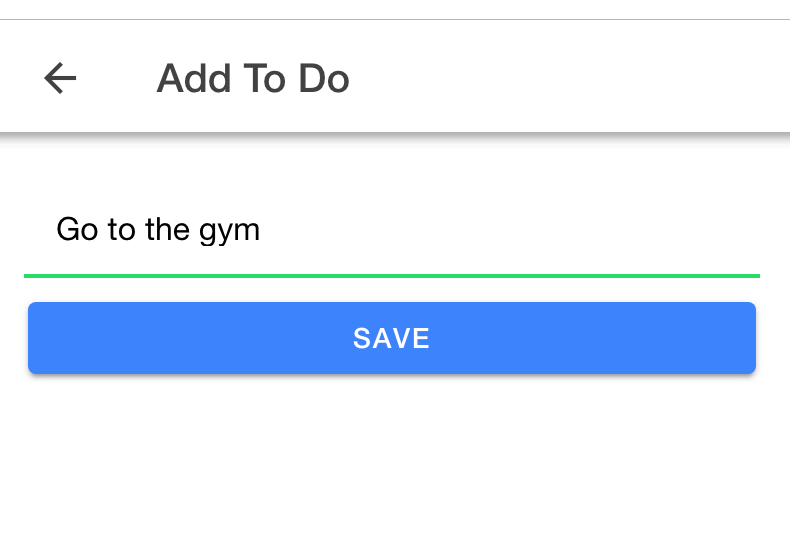 Add To Do
Go to the gym
SAVE